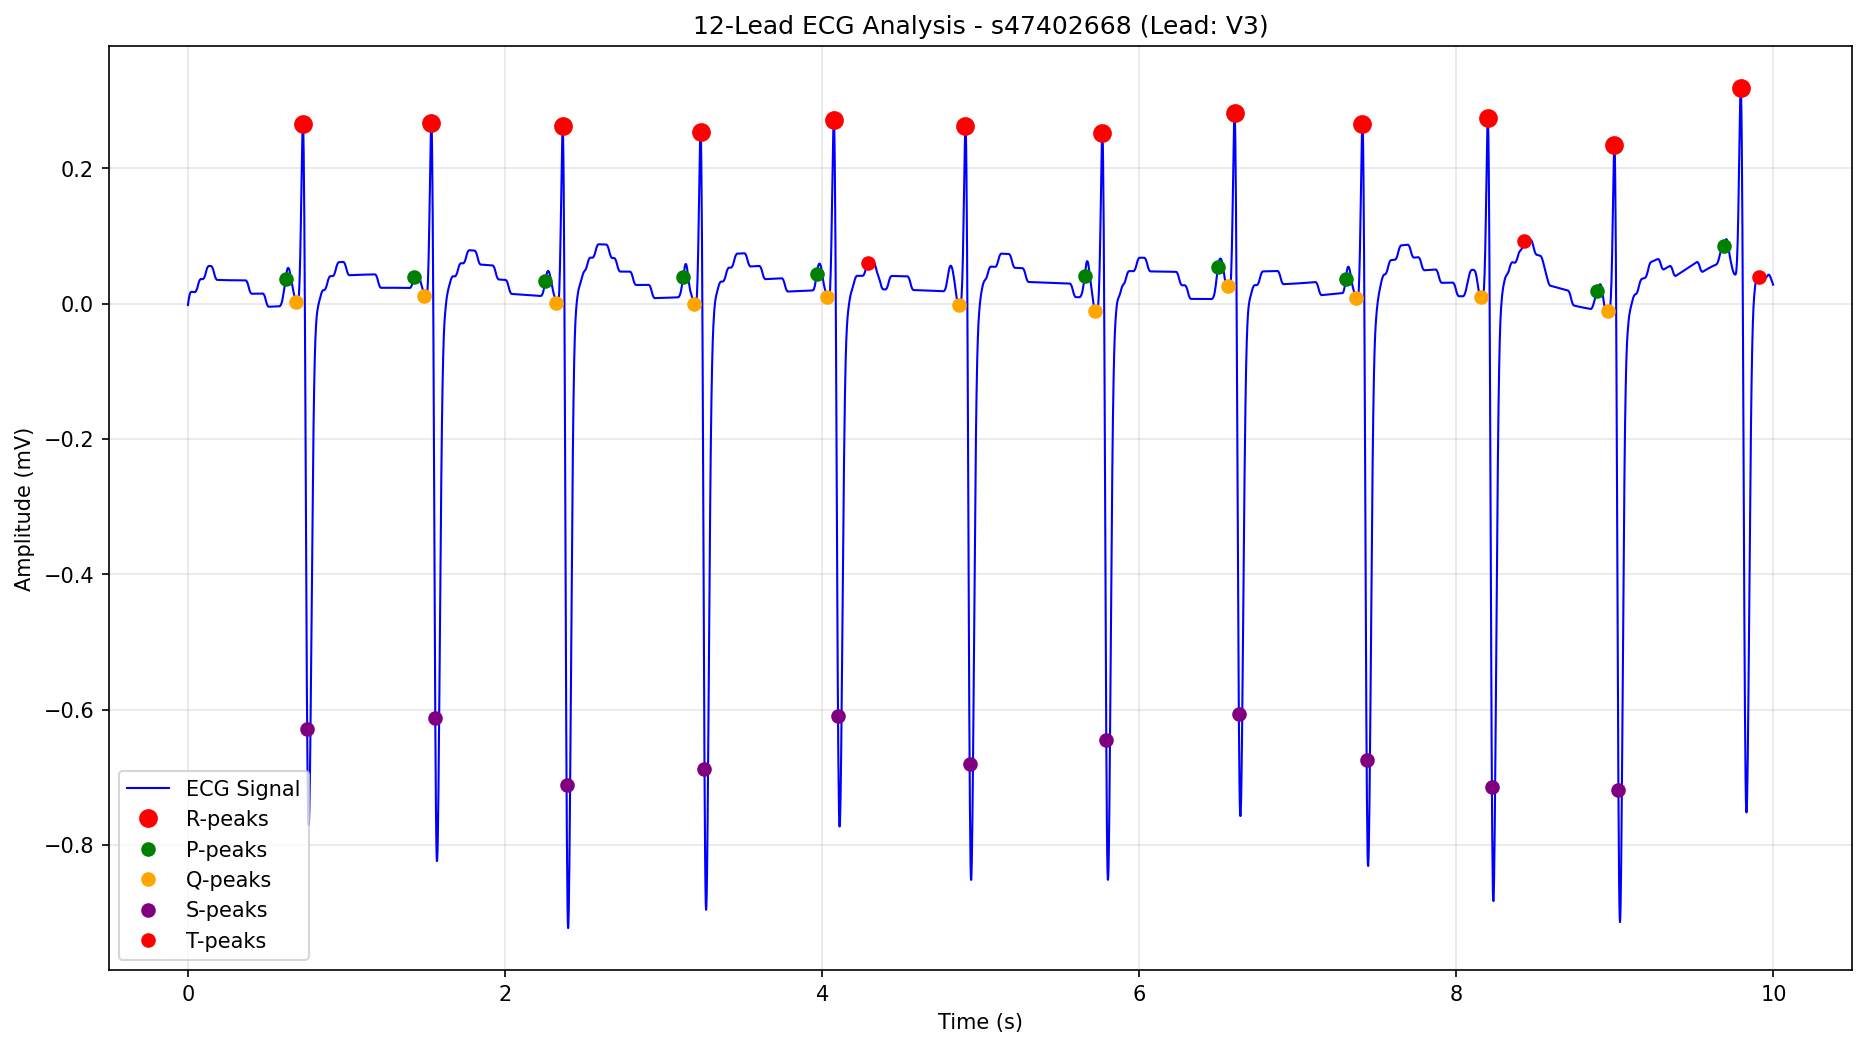 12-Lead ECG Analysis - s47402668 (Lead: V3)
Amplitude (mV)
0.2
0.0
−0.2
−0.4
−0.6
−0.8
ECG Signal
R-peaks
P-peaks
Q-peaks
S-peaks
T-peaks
0 2 4 6 8 10
Time (s)